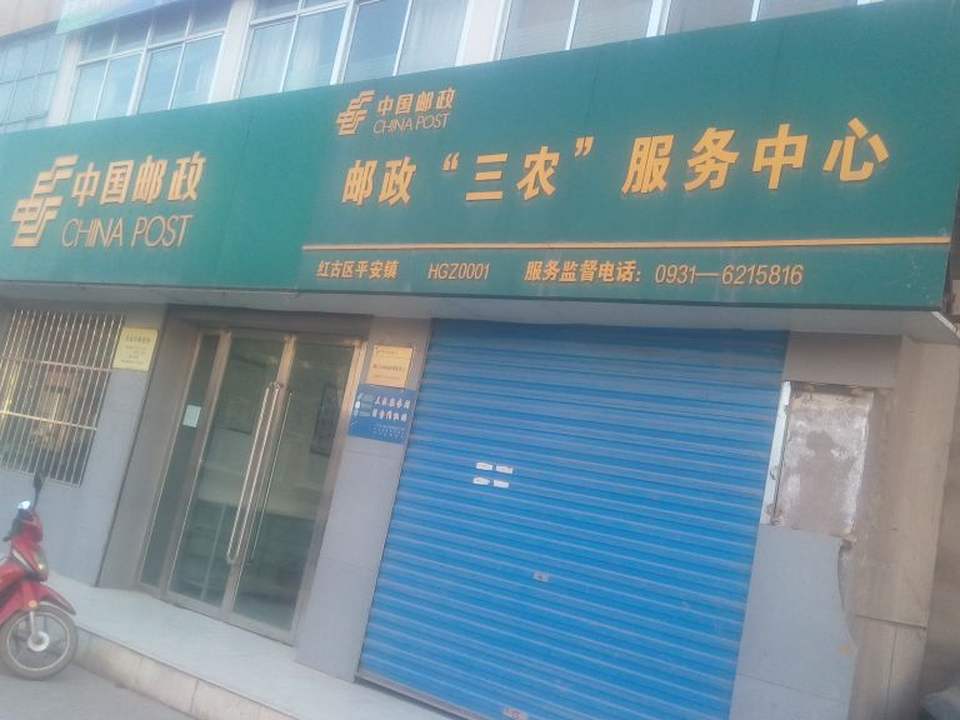 中国邮政
CHINA POST
中国邮政
CHINA POST
邮政“三农”服务中心
红古区平安镇 HGZ0001 服务监督电话：0931—6215816